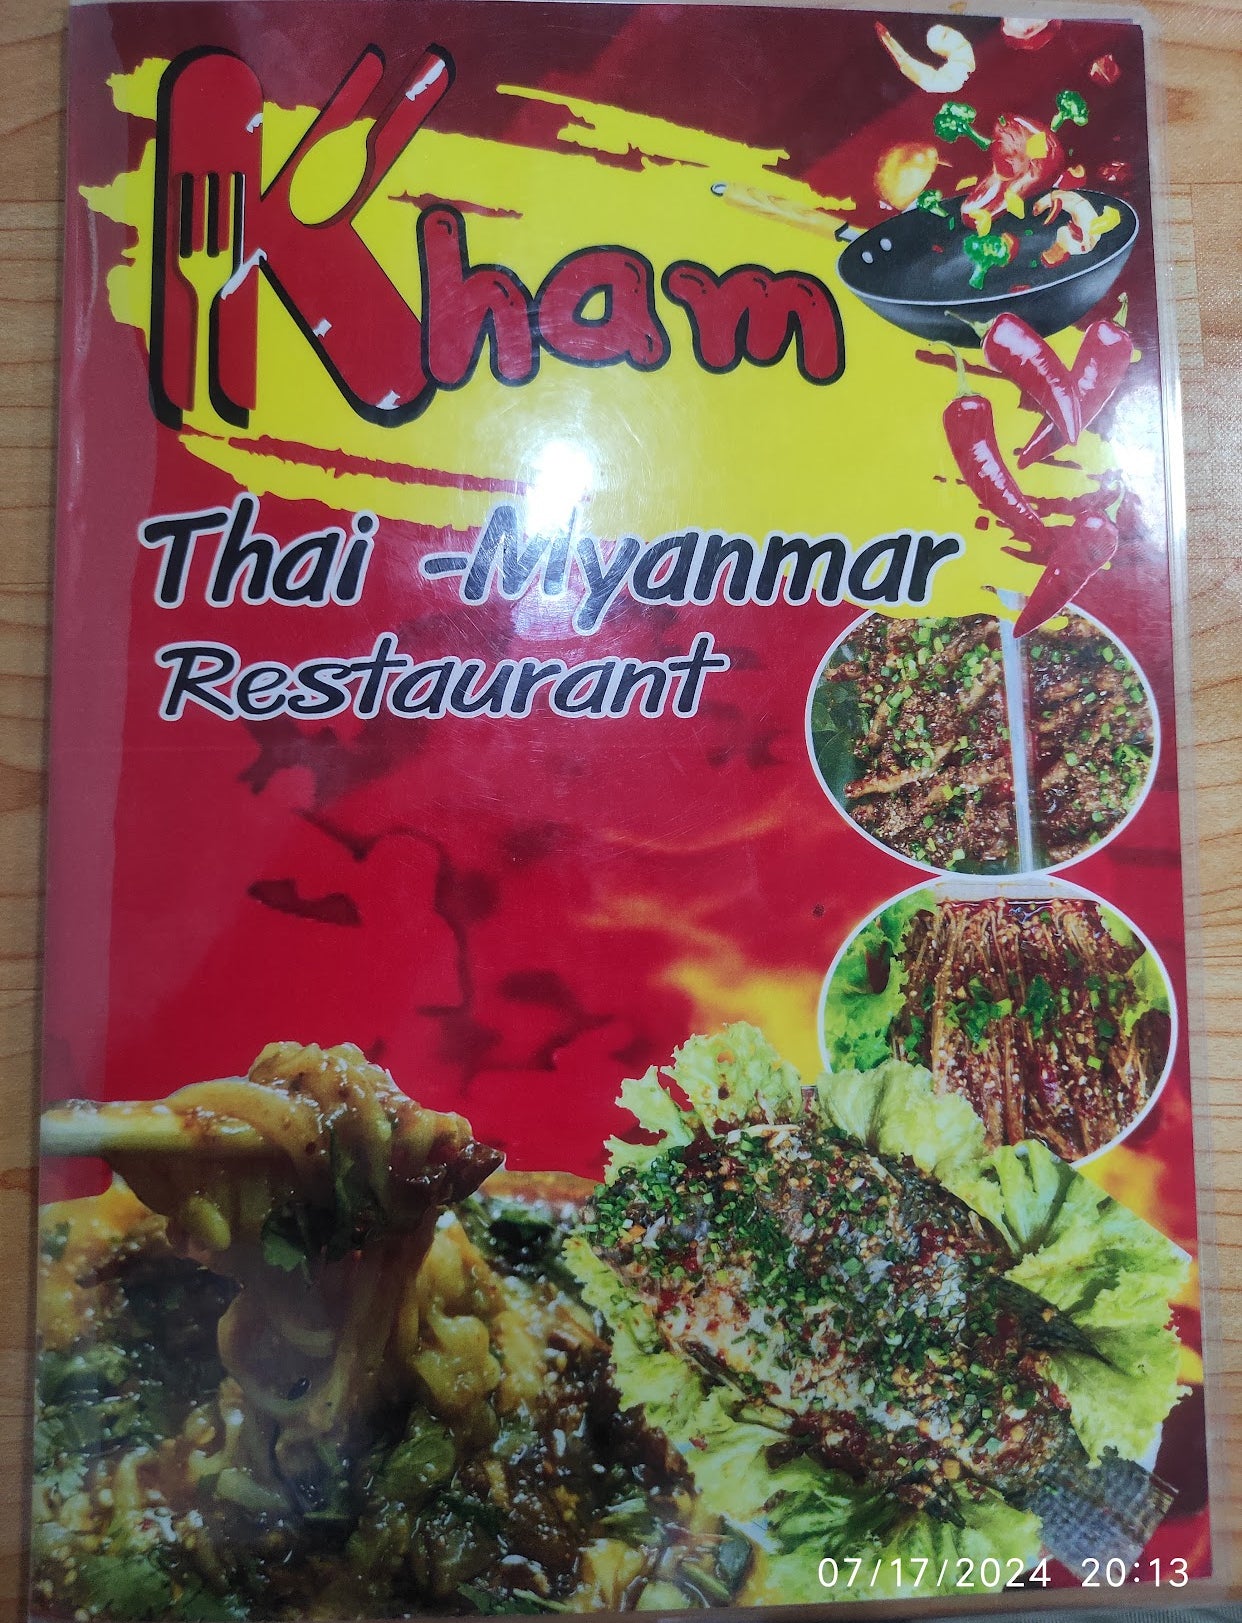 Kham
Thai -Myanmar
Restaurant
07/17/2024 20:13